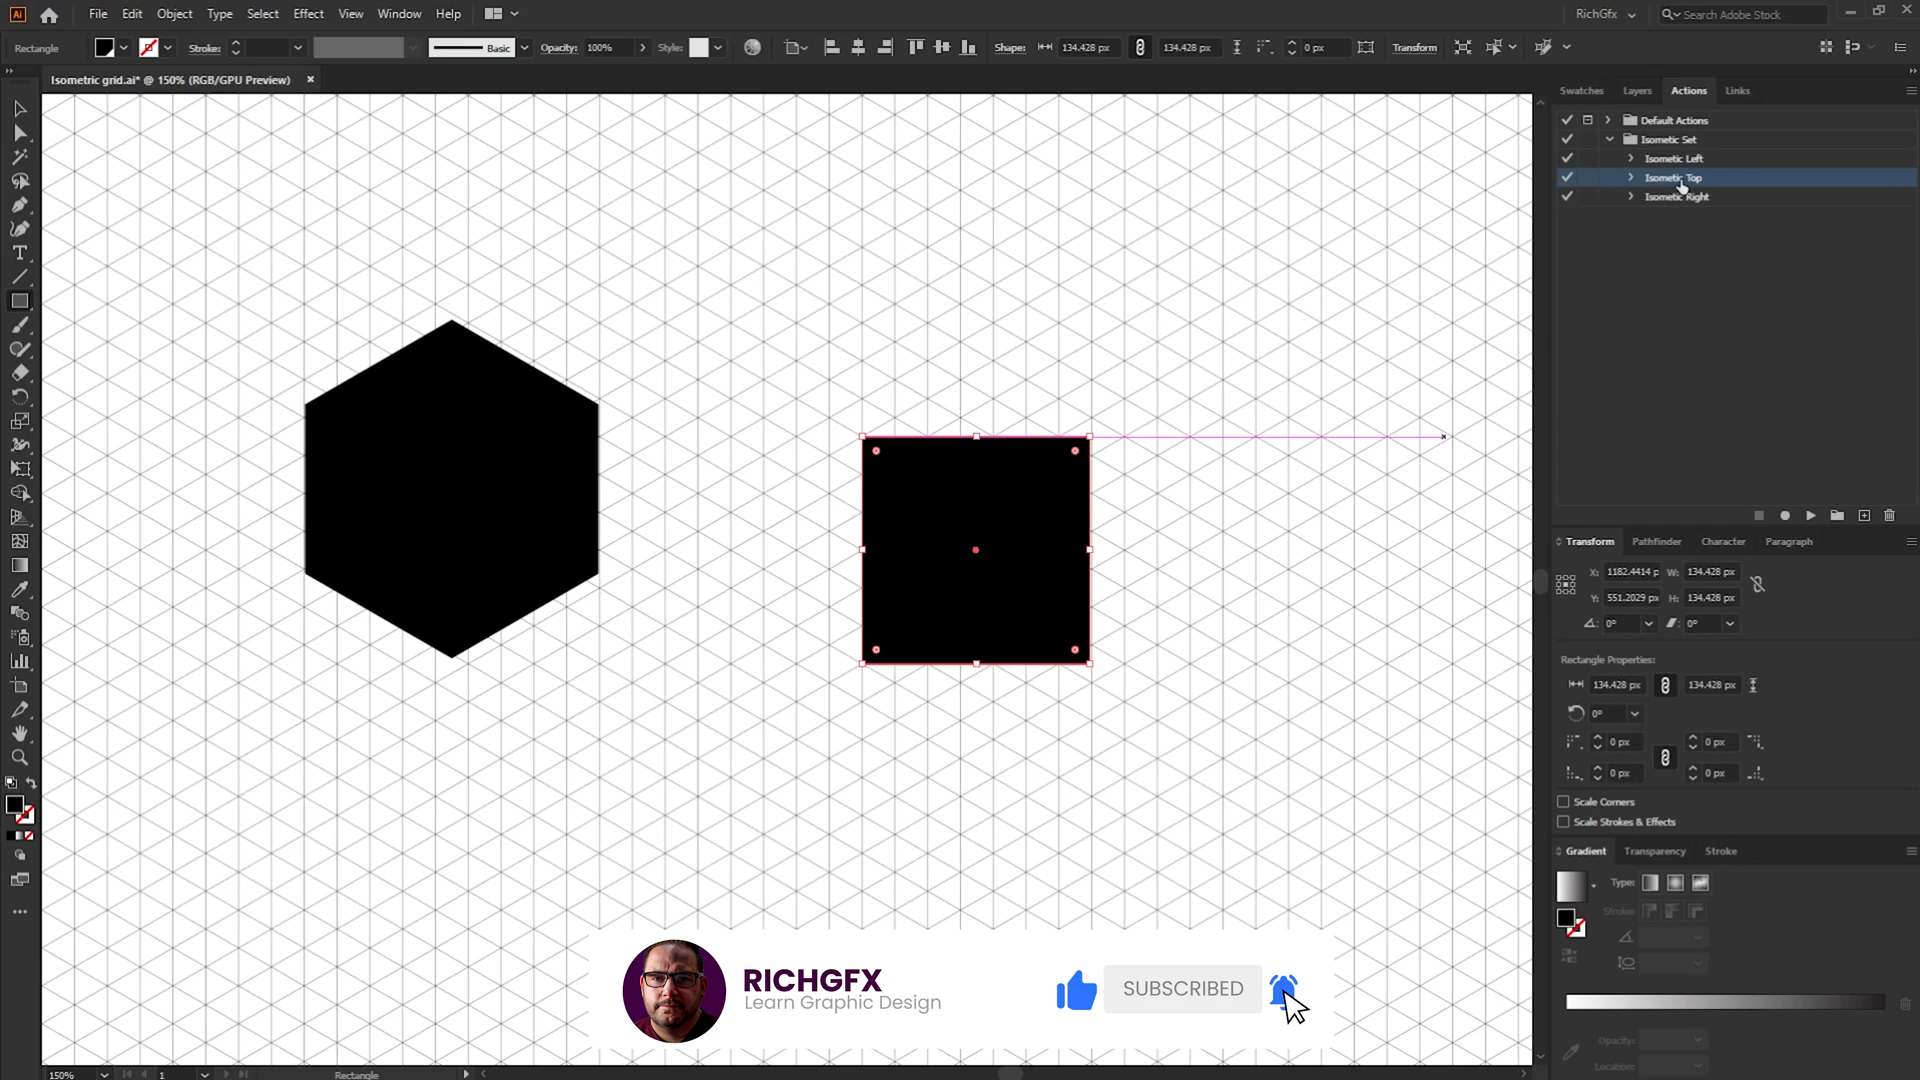 Ai File Edit Object Type Select Effect View Window Help RichGfx Search Adobe Stock
Rectangle Stroke: Basic Opacity: 100% Style: Shape: 134.428 px 134.428 px 0 px Transform
Isometric grid.ai* @ 150% (RGB/GPU Preview)
Swatches Layers Actions Links
Default Actions
Isometic Set
Isometic Left
Isometic Top
Isometic Right
Transform Pathfinder Character Paragraph
X: 1182.4414 p W: 134.428 px
Y: 551.2029 px H: 134.428 px
0° 0°
Rectangle Properties:
134.428 px 134.428 px
0°
0 px 0 px
0 px 0 px
Scale Corners
Scale Strokes & Effects
Gradient Transparency Stroke
Type:
Stroke:
Opacity:
Location:
RICHGFX
Learn Graphic Design
SUBSCRIBED
150% 1 Rectangle